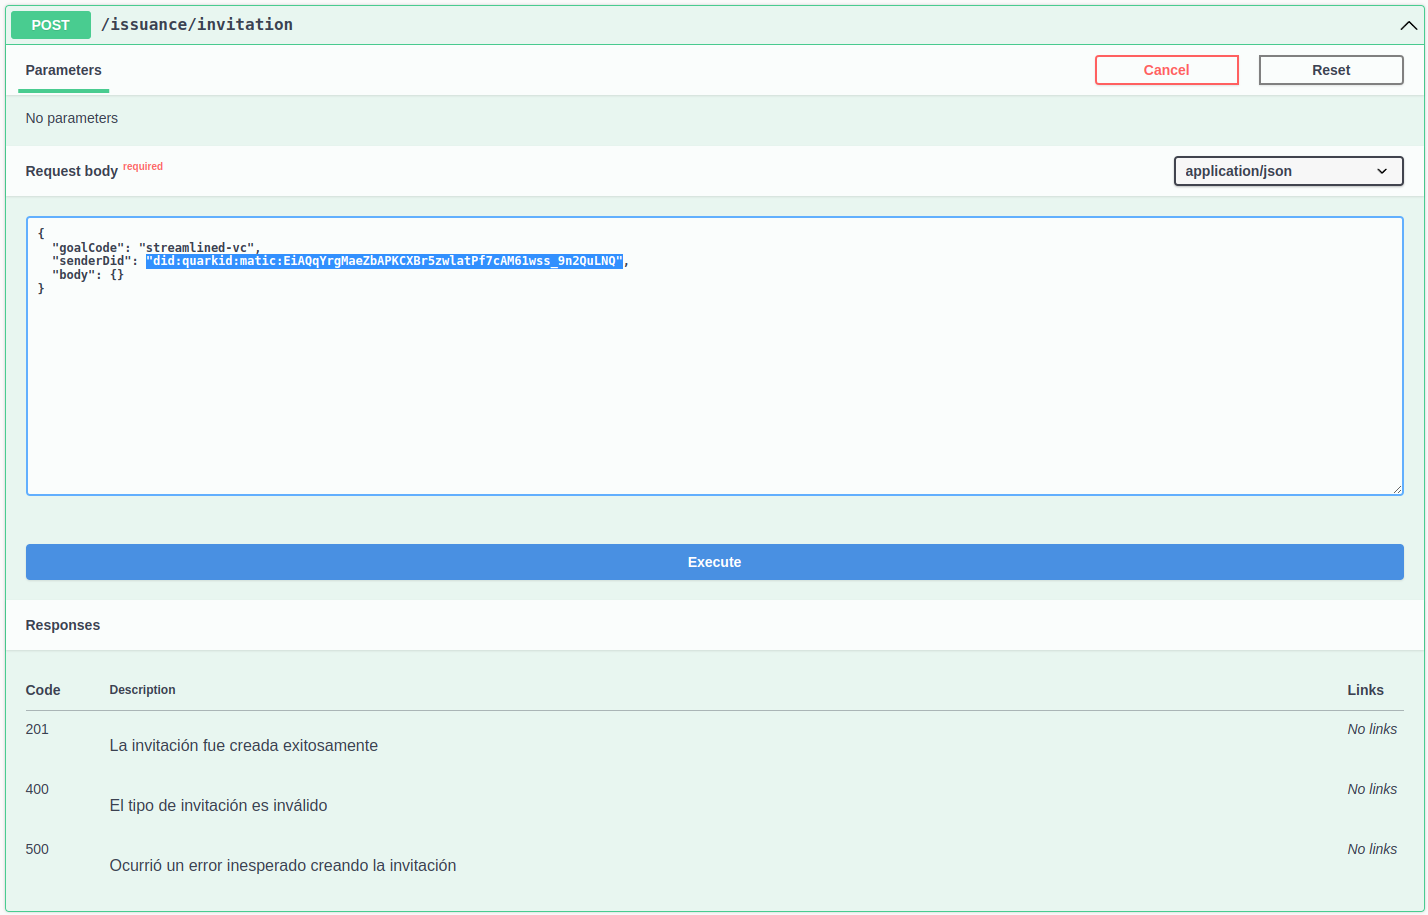 POST /issuance/invitation
Parameters
Cancel
Reset
No parameters
Request body required
application/json
{
"goalCode": "streamlined-vc",
"senderDid": "did:quarkid:matic:EiAQqYrgMaeZbAPKCXBr5zwlatPf7cAM61wss_9n2QuLNQ",
"body": {}
}
Execute
Responses
Code Description Links
201 La invitación fue creada exitosamente No links
400 El tipo de invitación es inválido No links
500 Ocurrió un error inesperado creando la invitación No links